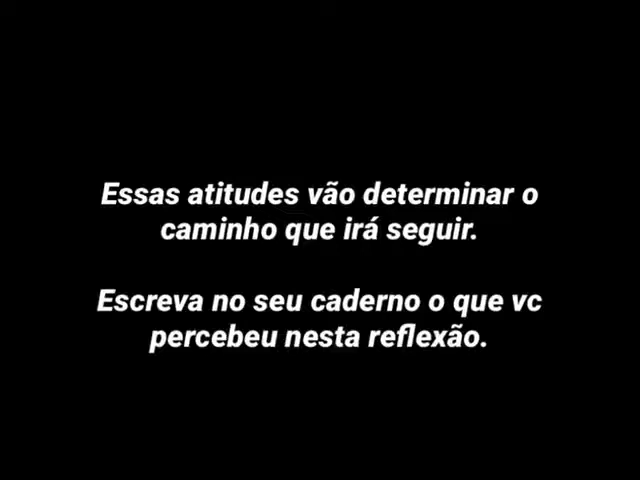 Essas atitudes vão determinar o
caminho que irá seguir.
Escreva no seu caderno o que vc
percebeu nesta reflexão.